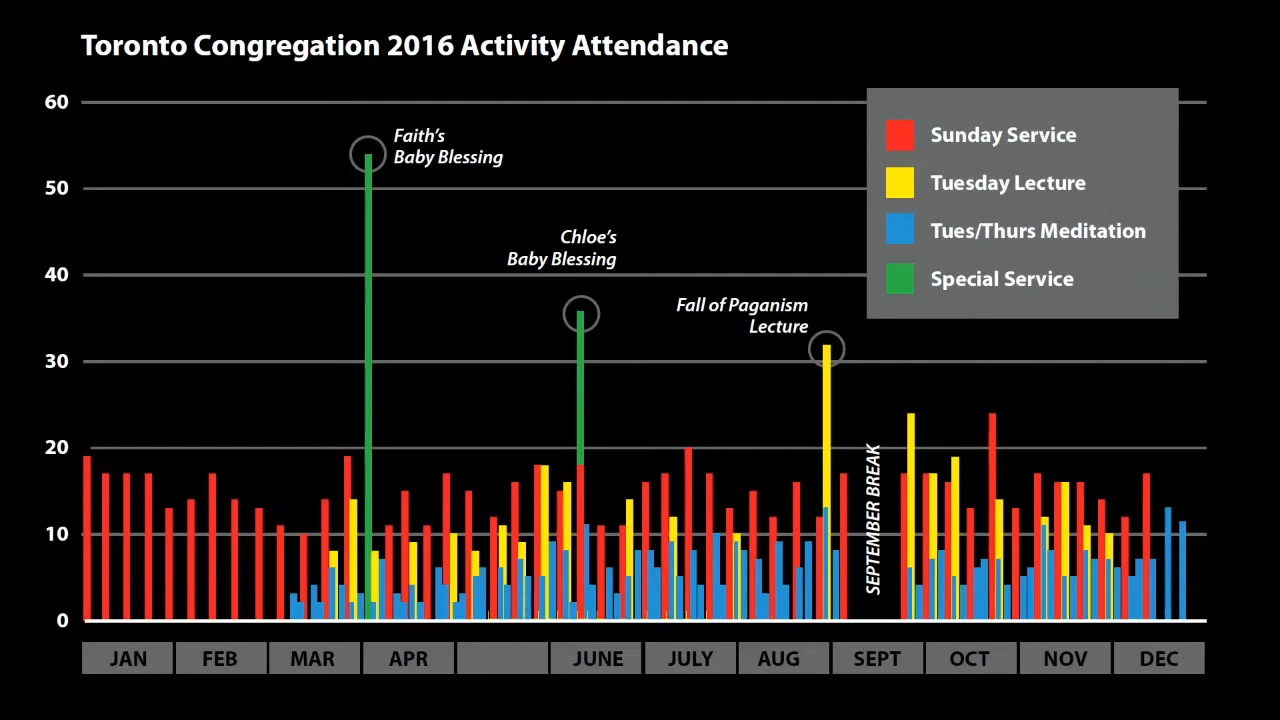 Toronto Congregation 2016 Activity Attendance
60
50
40
30
20
10
0
Faith's
Baby Blessing
Chloe's
Baby Blessing
Fall of Paganism
Lecture
Sunday Service
Tuesday Lecture
Tues/Thurs Meditation
Special Service
SEPTEMBER BREAK
JAN FEB MAR APR JUNE JULY AUG SEPT OCT NOV DEC